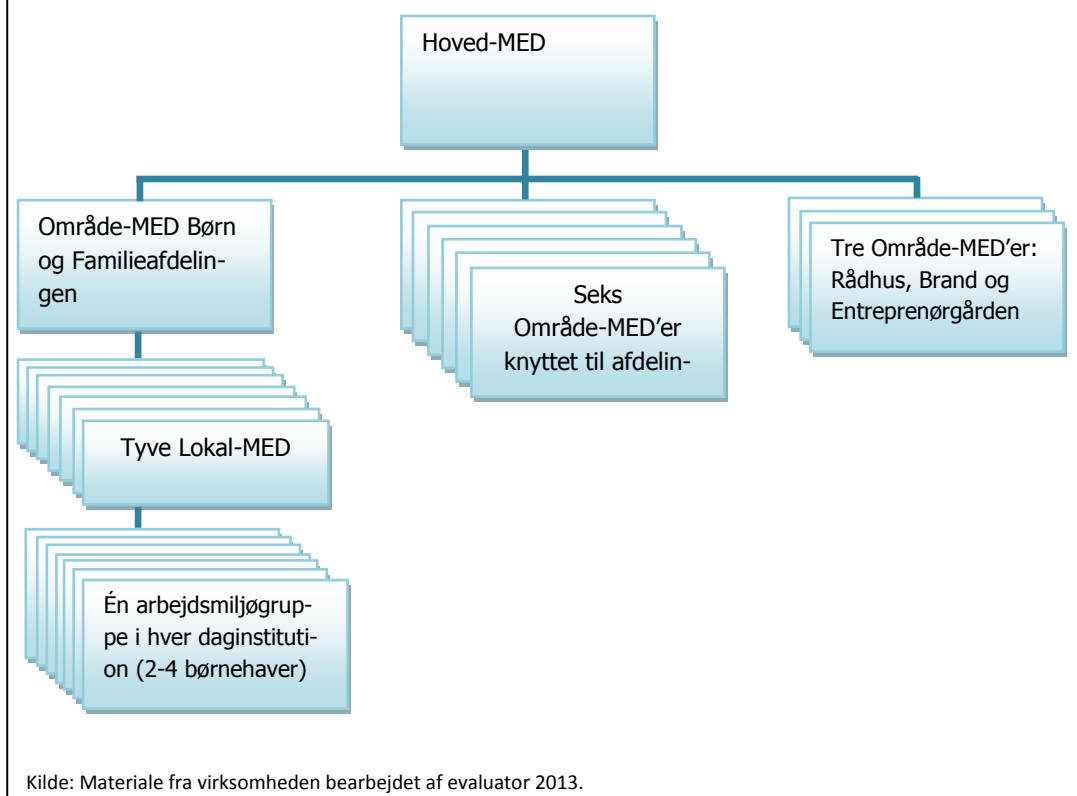 Hoved-MED
Område-MED Børn
og Familieafdelin-
gen
Seks
Område-MED’er
knyttet til afdelin-
Tre Område-MED’er:
Rådhus, Brand og
Entreprenørgården
Tyve Lokal-MED
Én arbejdsmiljøgrup-
pe i hver daginstituti-
on (2-4 børnehaver)
Kilde: Materiale fra virksomheden bearbejdet af evaluator 2013.